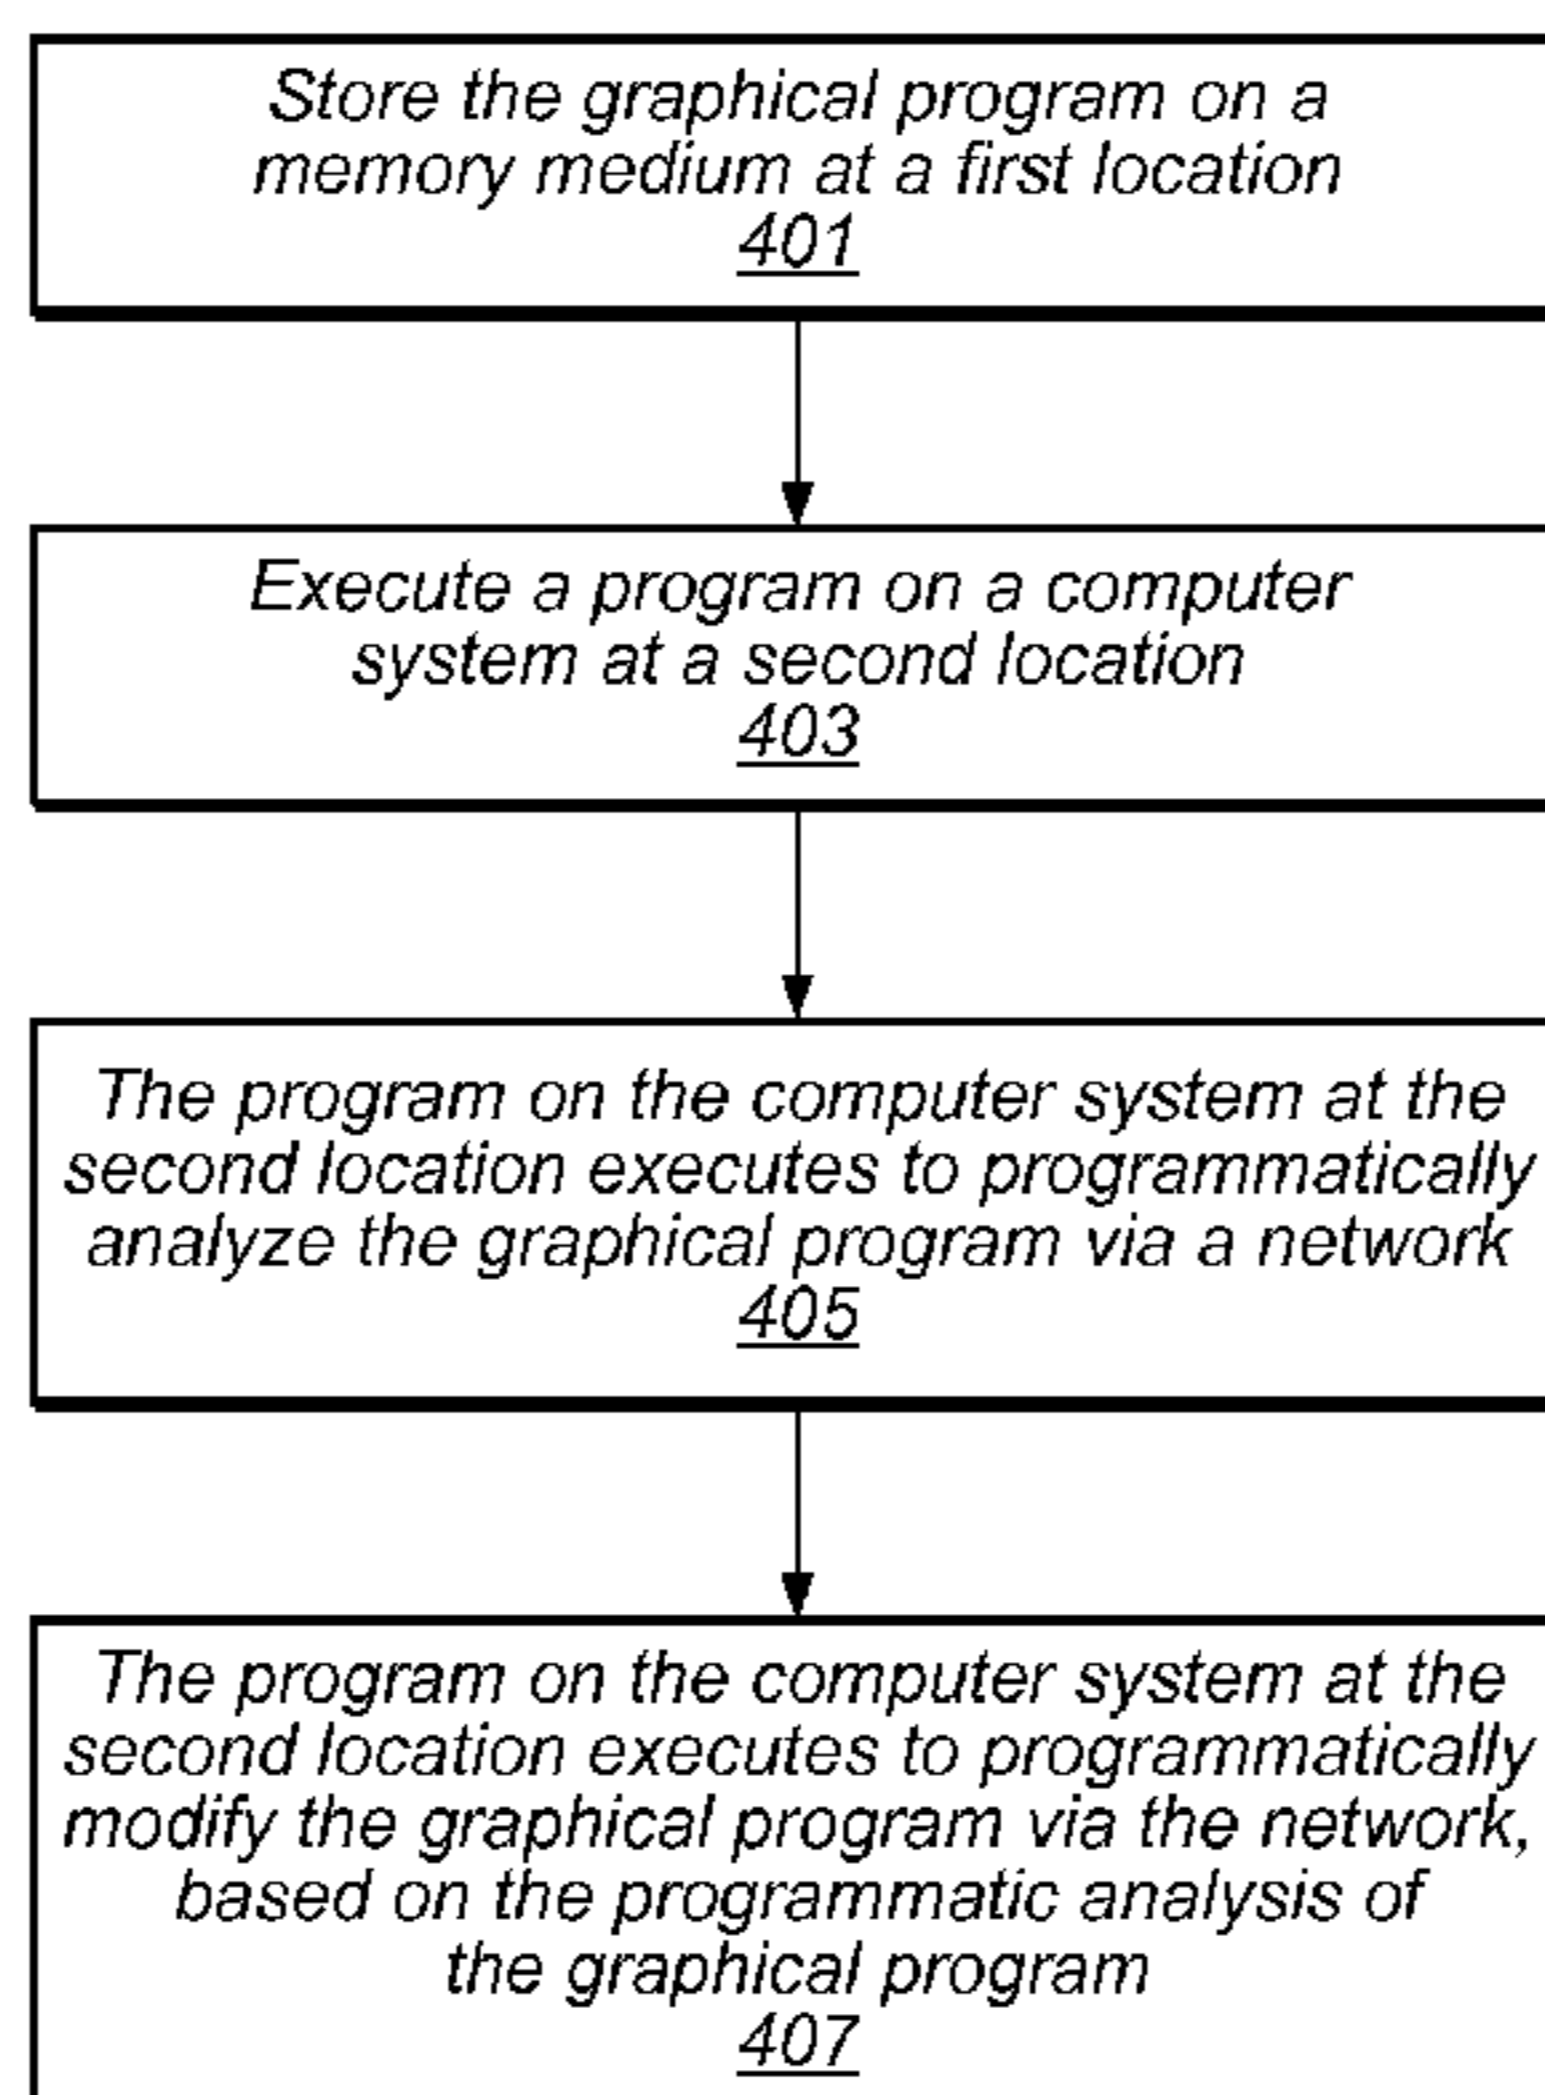 Store the graphical program on a
memory medium at a first location
401
Execute a program on a computer
system at a second location
403
The program on the computer system at the
second location executes to programmatically
analyze the graphical program via a network
405
The program on the computer system at the
second location executes to programmatically
modify the graphical program via the network,
based on the programmatic analysis of
the graphical program
407